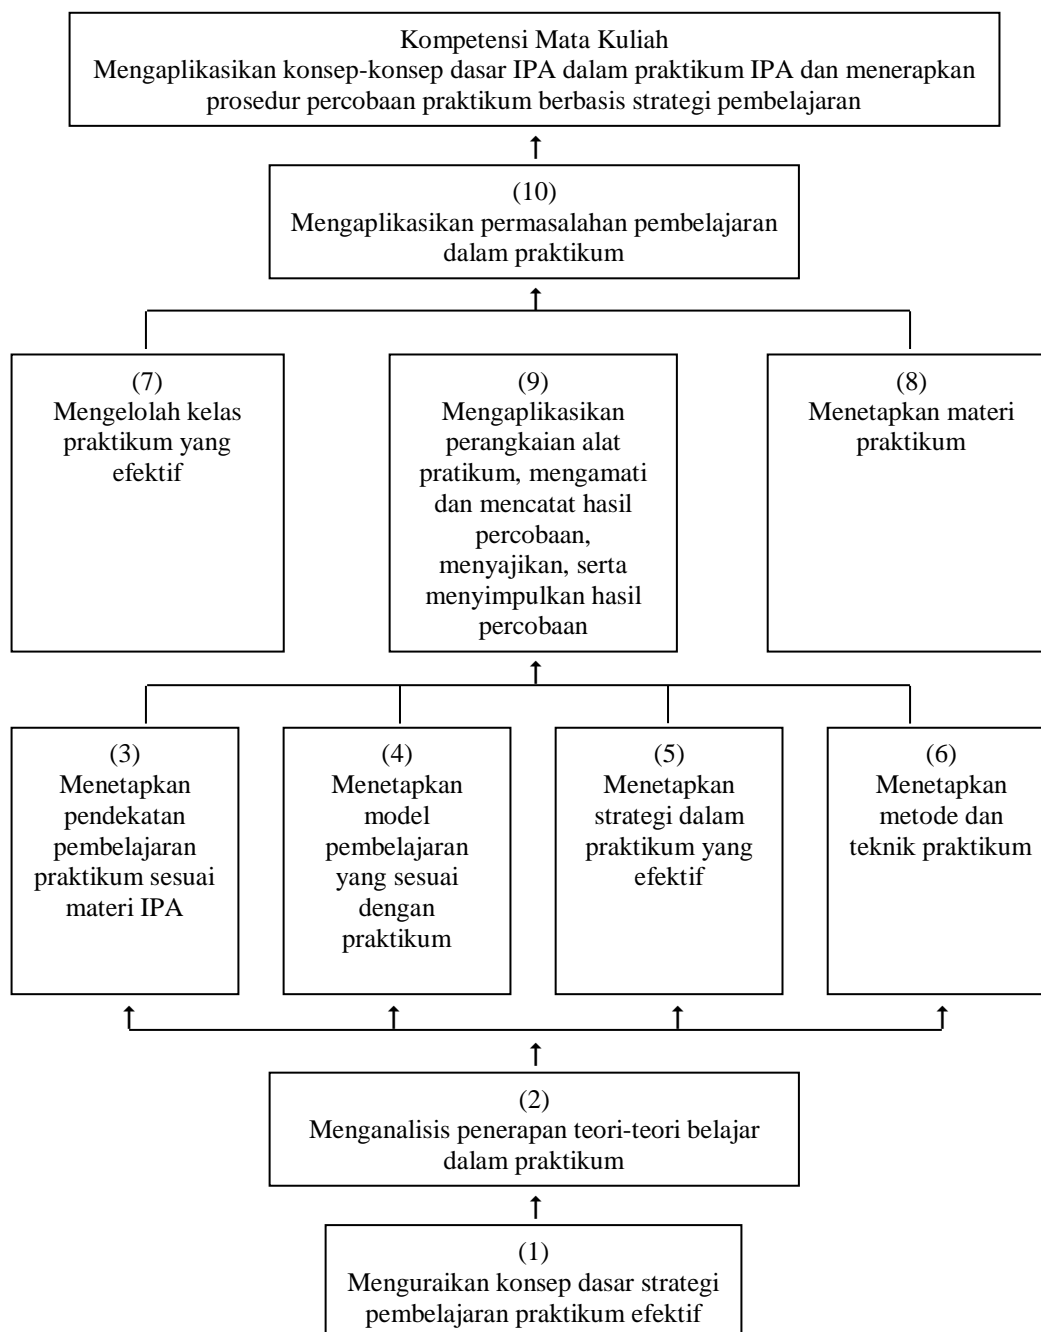 Kompetensi Mata Kuliah
Mengaplikasikan konsep-konsep dasar IPA dalam praktikum IPA dan menerapkan
prosedur percobaan praktikum berbasis strategi pembelajaran
(10)
Mengaplikasikan permasalahan pembelajaran
dalam praktikum
(7)
Mengelolah kelas
praktikum yang
efektif
(9)
Mengaplikasikan
perangkaian alat
pratikum, mengamati
dan mencatat hasil
percobaan,
menyajikan, serta
menyimpulkan hasil
percobaan
(8)
Menetapkan materi
praktikum
(3)
Menetapkan
pendekatan
pembelajaran
praktikum sesuai
materi IPA
(4)
Menetapkan
model
pembelajaran
yang sesuai
dengan
praktikum
(5)
Menetapkan
strategi dalam
praktikum yang
efektif
(6)
Menetapkan
metode dan
teknik praktikum
(2)
Menganalisis penerapan teori-teori belajar
dalam praktikum
(1)
Menguraikan konsep dasar strategi
pembelajaran praktikum efektif